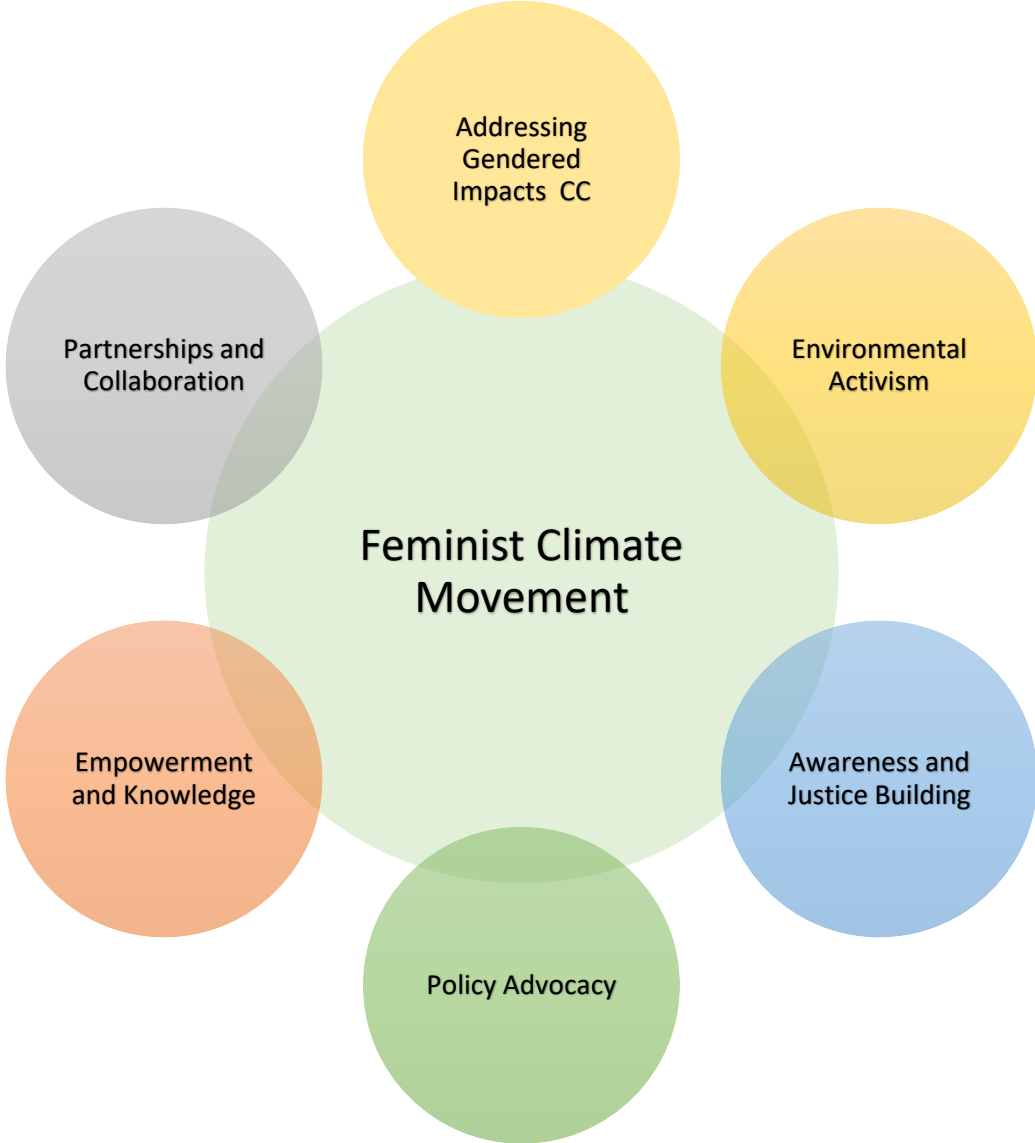 Addressing
Gendered
Impacts  CC
Environmental
Activism
Partnerships and
Collaboration
Feminist Climate
Movement
Awareness and
Justice Building
Empowerment
and Knowledge
Policy Advocacy